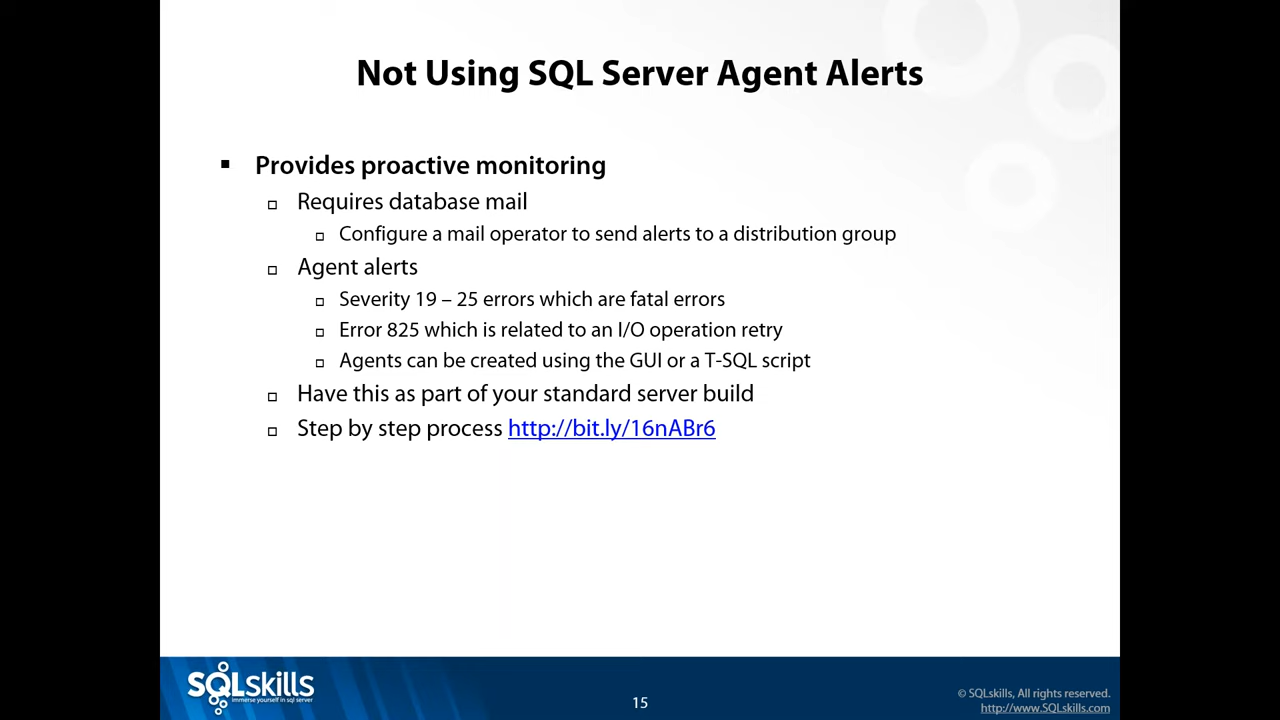 Not Using SQL Server Agent Alerts
Provides proactive monitoring
Requires database mail
Configure a mail operator to send alerts to a distribution group
Agent alerts
Severity 19 – 25 errors which are fatal errors
Error 825 which is related to an I/O operation retry
Agents can be created using the GUI or a T-SQL script
Have this as part of your standard server build
Step by step process http://bit.ly/16nABr6
SQLskills
immerse yourself in sql server
15
© SQLskills, All rights reserved.
http://www.SQLskills.com